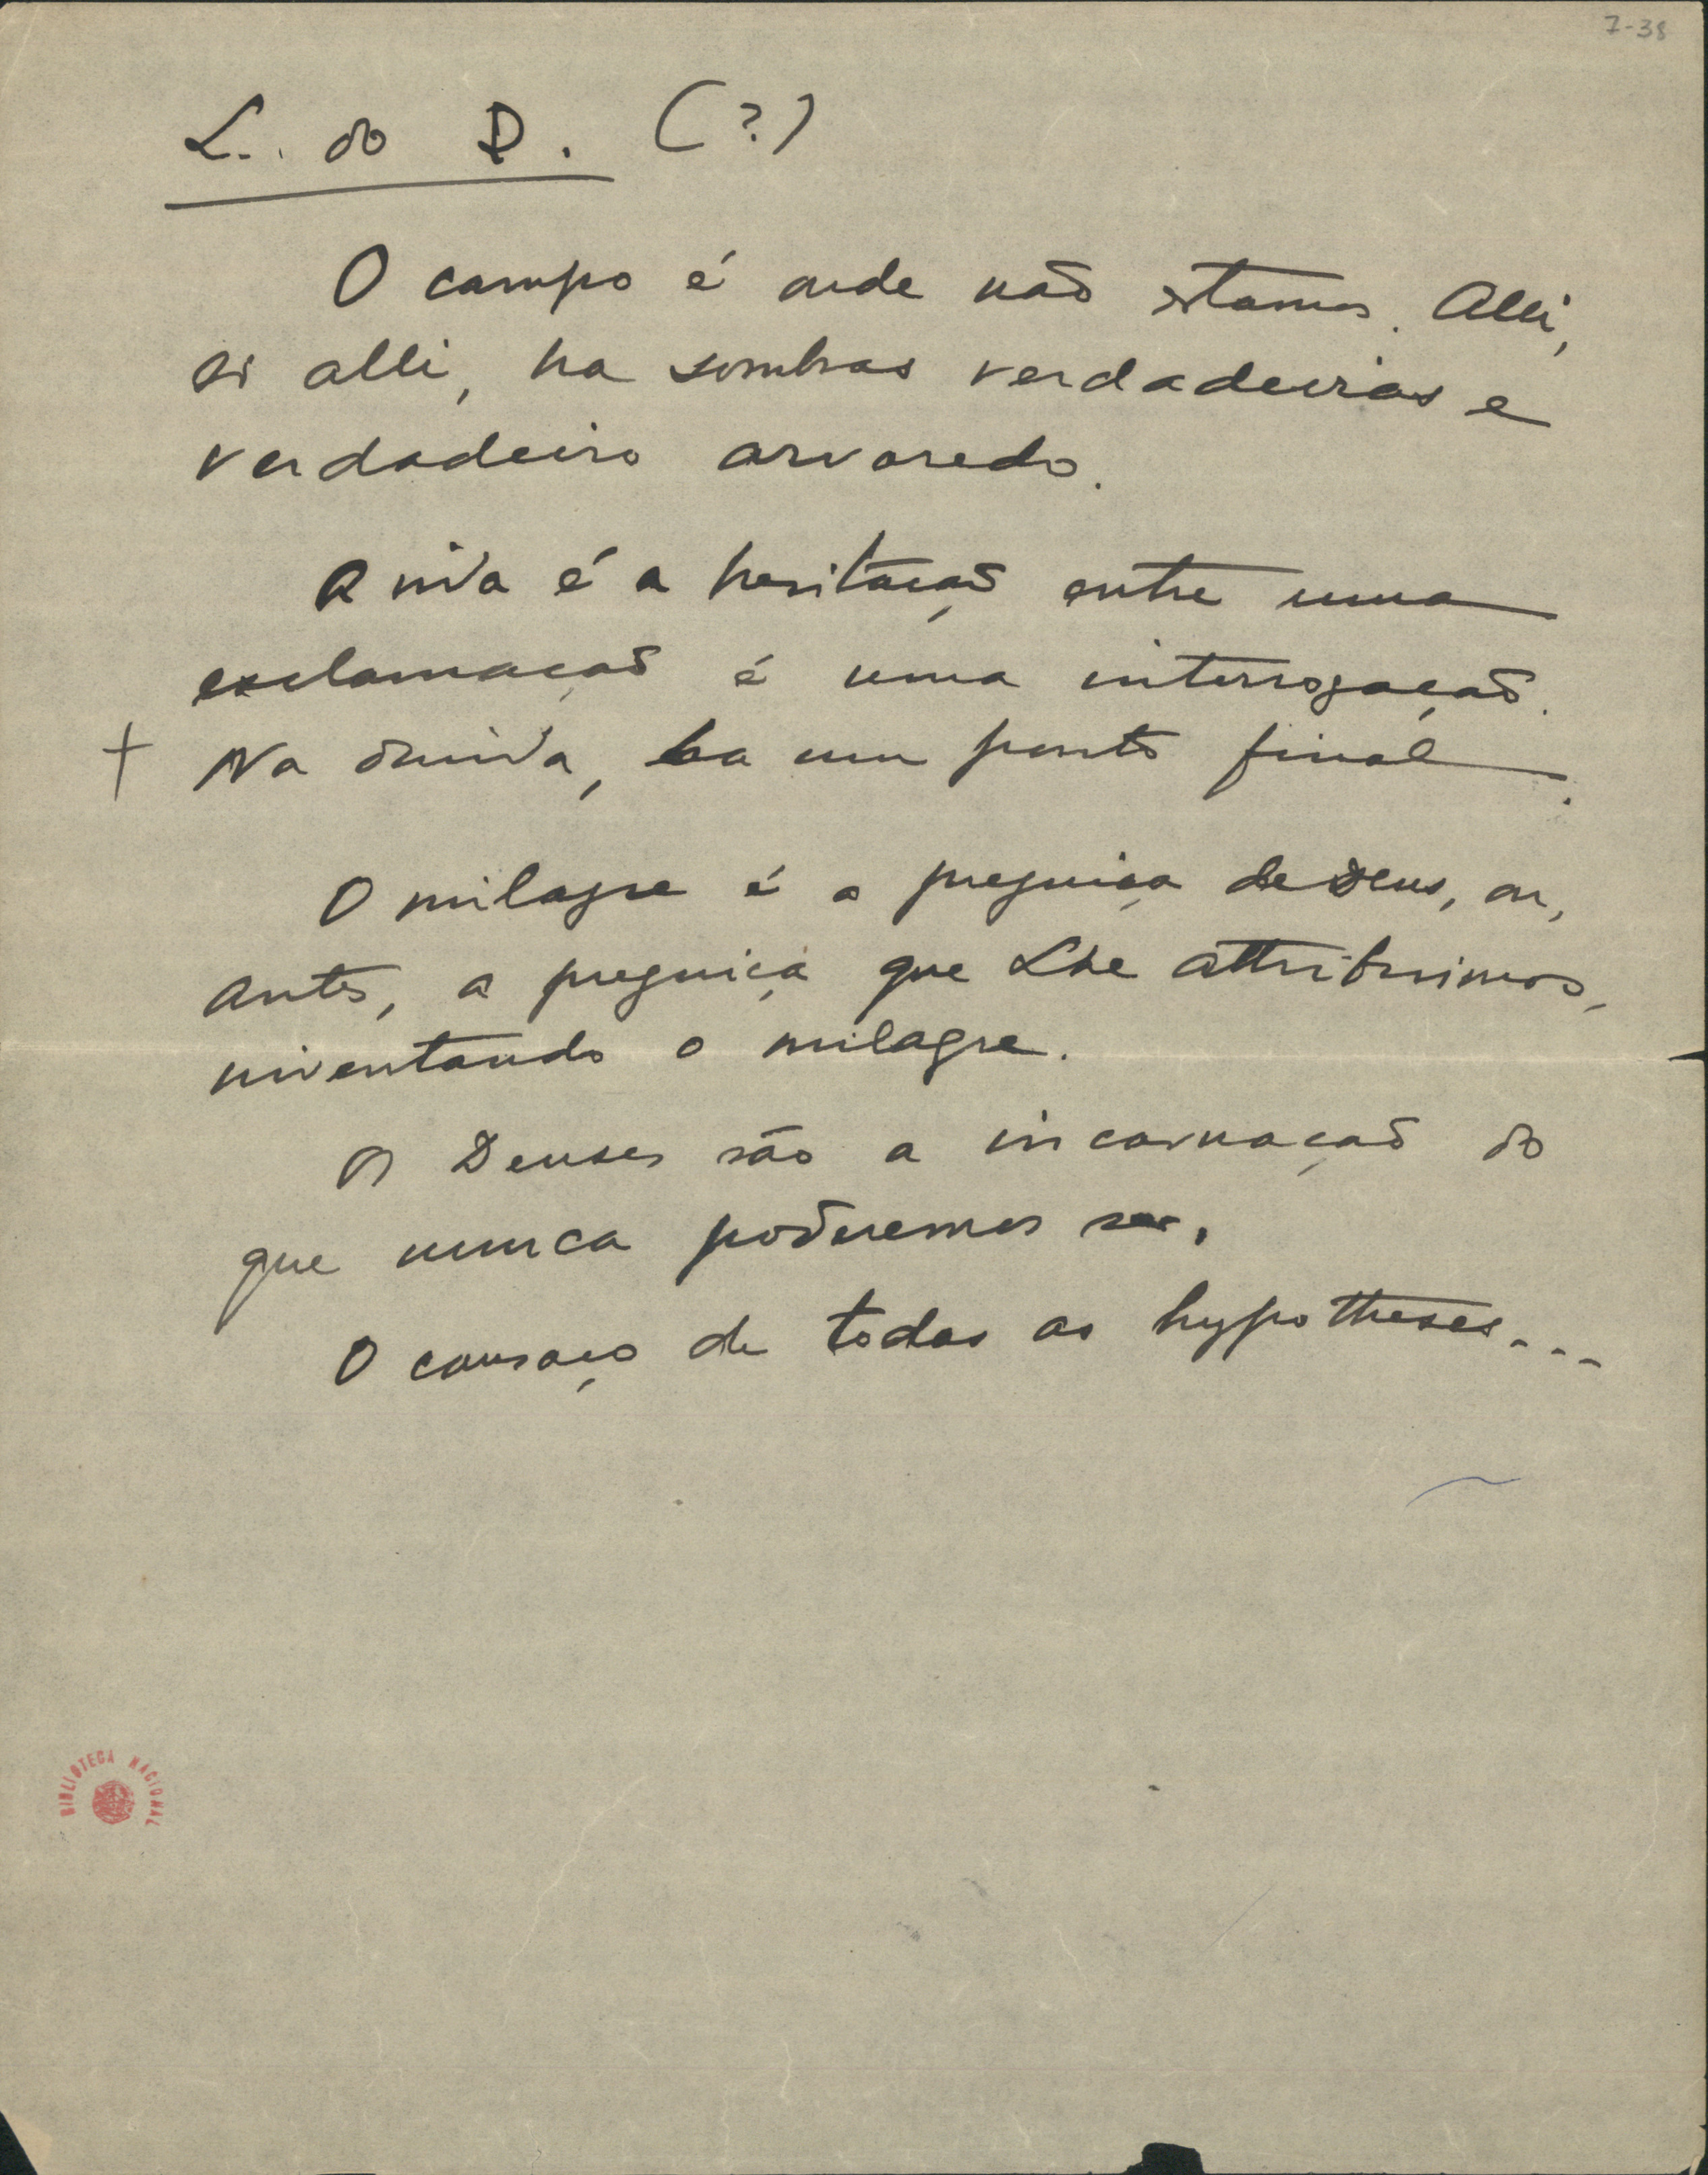 7-38
L. do D. (?)
O campo é onde não estamos. Alli,
só alli, ha sombras verdadeiras e
verdadeiro arvoredo.
A vida é a hesitação entre uma
exclamação e uma interrogação.
† Na duvida, ha um ponto final.
O milagre é a preguiça de Deus, ou,
antes, a preguiça que Lhe attribuimos,
inventando o milagre.
Os Deuses são a incarnação do
que nunca poderemos ser.
O cansaço de todas as hypotheses...
BIBLIOTECA NACIONAL